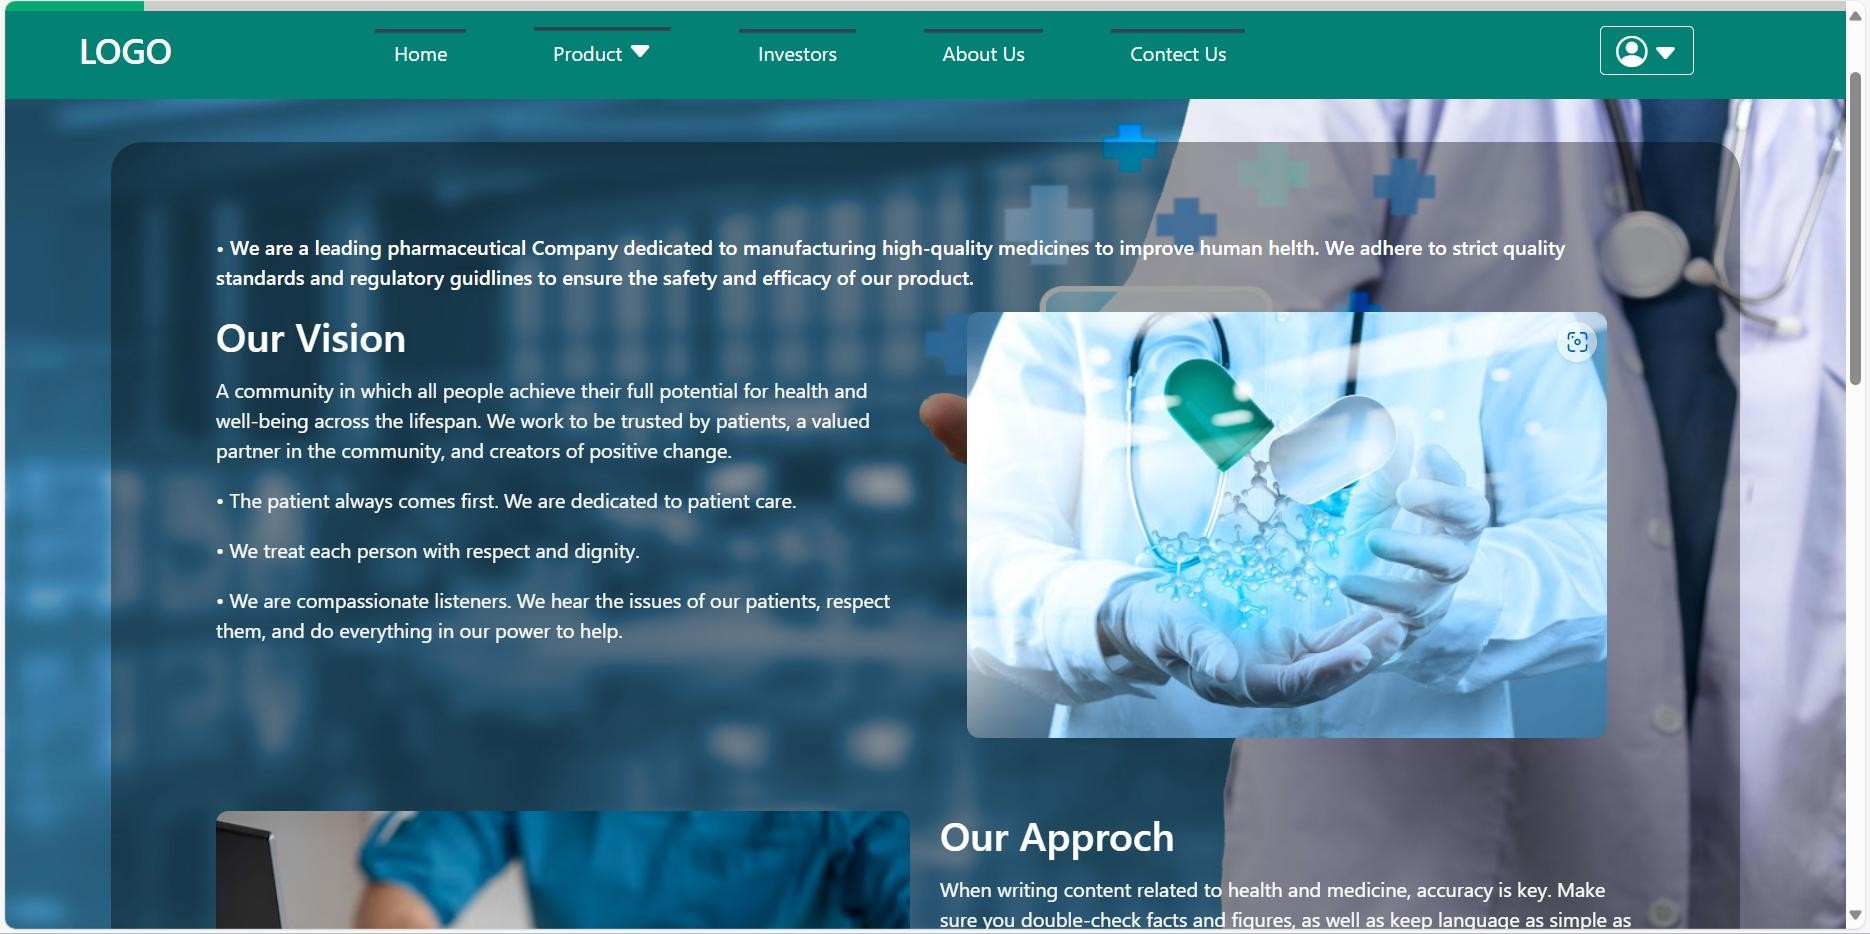 LOGO
Home
Product
Investors
About Us
Contect Us
• We are a leading pharmaceutical Company dedicated to manufacturing high-quality medicines to improve human helth. We adhere to strict quality
standards and regulatory guidlines to ensure the safety and efficacy of our product.
Our Vision
A community in which all people achieve their full potential for health and
well-being across the lifespan. We work to be trusted by patients, a valued
partner in the community, and creators of positive change.
• The patient always comes first. We are dedicated to patient care.
• We treat each person with respect and dignity.
• We are compassionate listeners. We hear the issues of our patients, respect
them, and do everything in our power to help.
Our Approch
When writing content related to health and medicine, accuracy is key. Make
sure you double-check facts and figures, as well as keep language as simple as